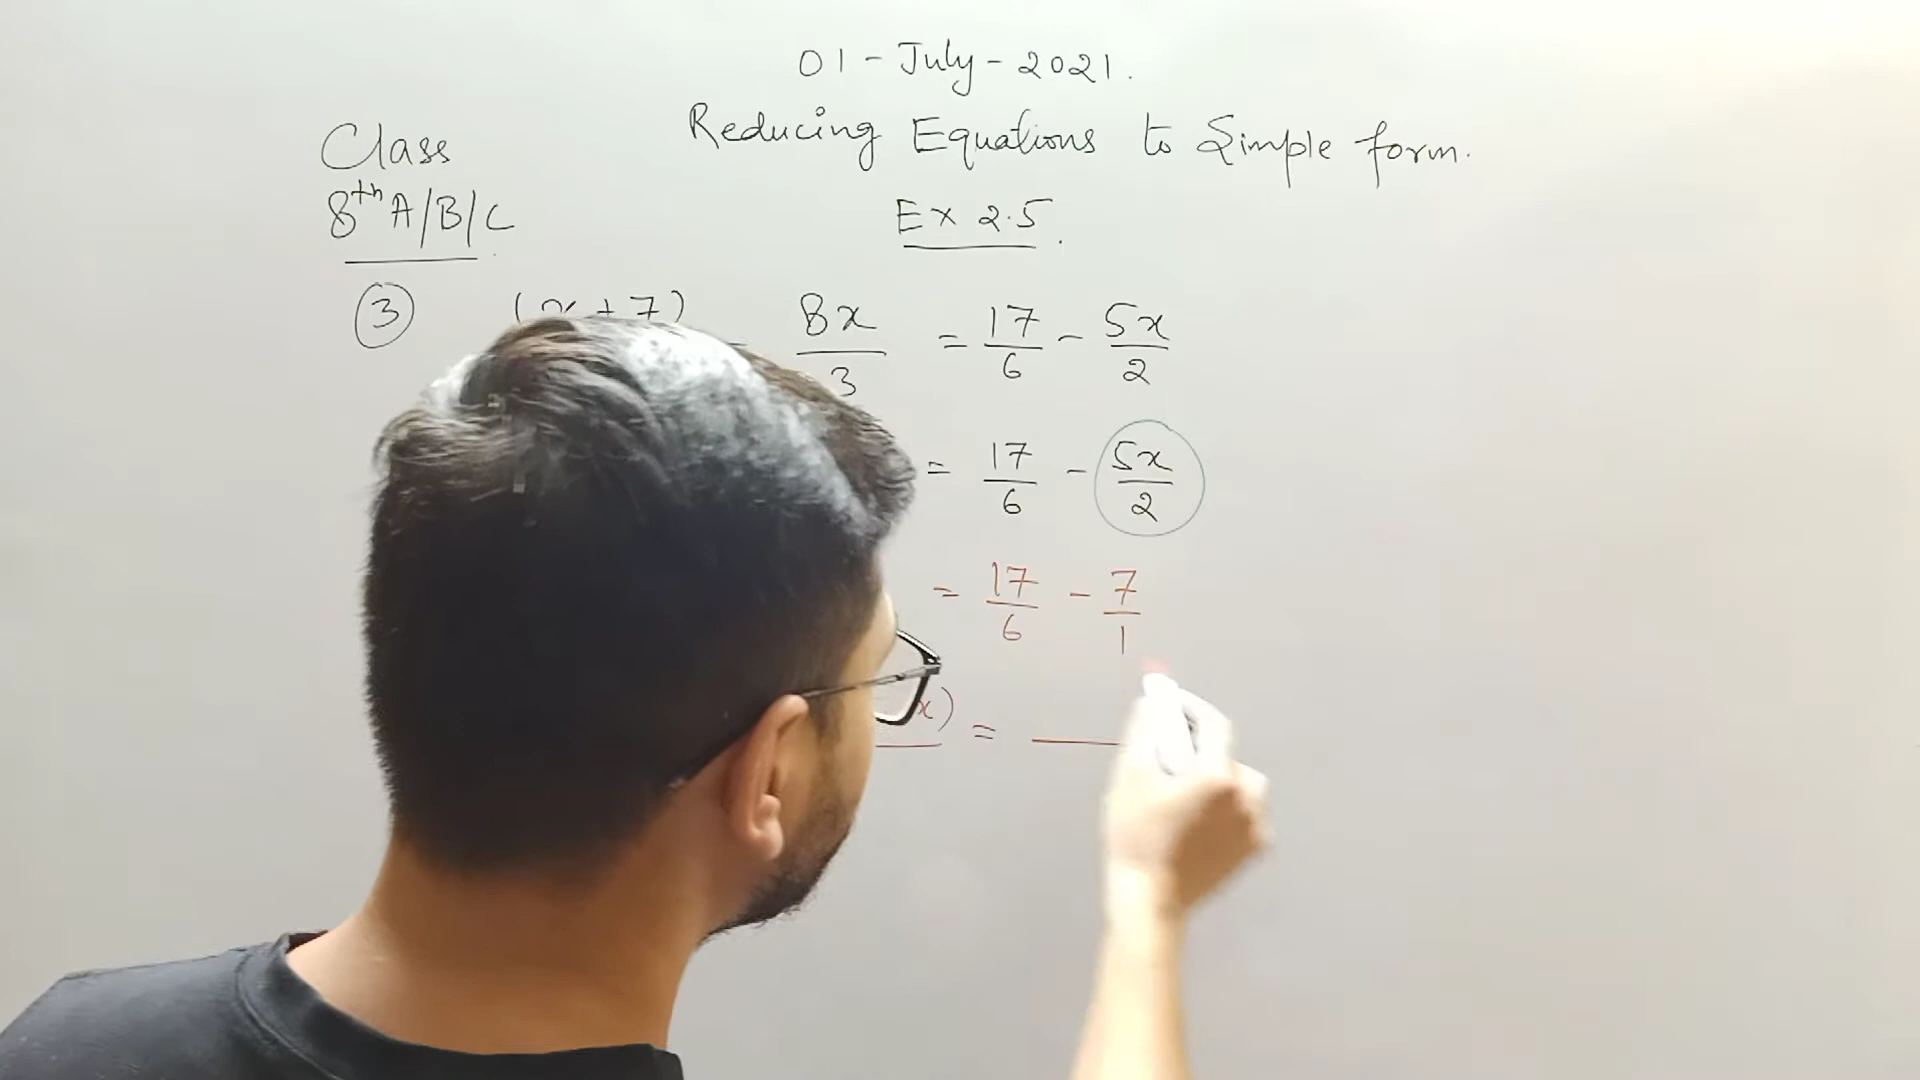 01 - July - 2021.
Reducing Equations to Simple form.
Class
8th A/B/C
Ex 2.5.
③ (x + 7) 8x/3 = 17/6 - 5x/2
= 17/6 - 5x/2
= 17/6 - 7/1
x) =